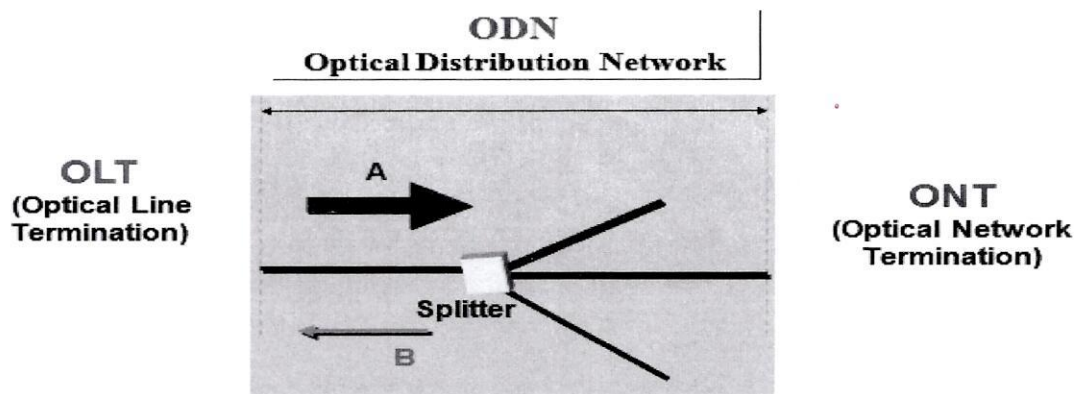 ODN
Optical Distribution Network
A
OLT
(Optical Line
Termination)
ONT
(Optical Network
Termination)
Splitter
B